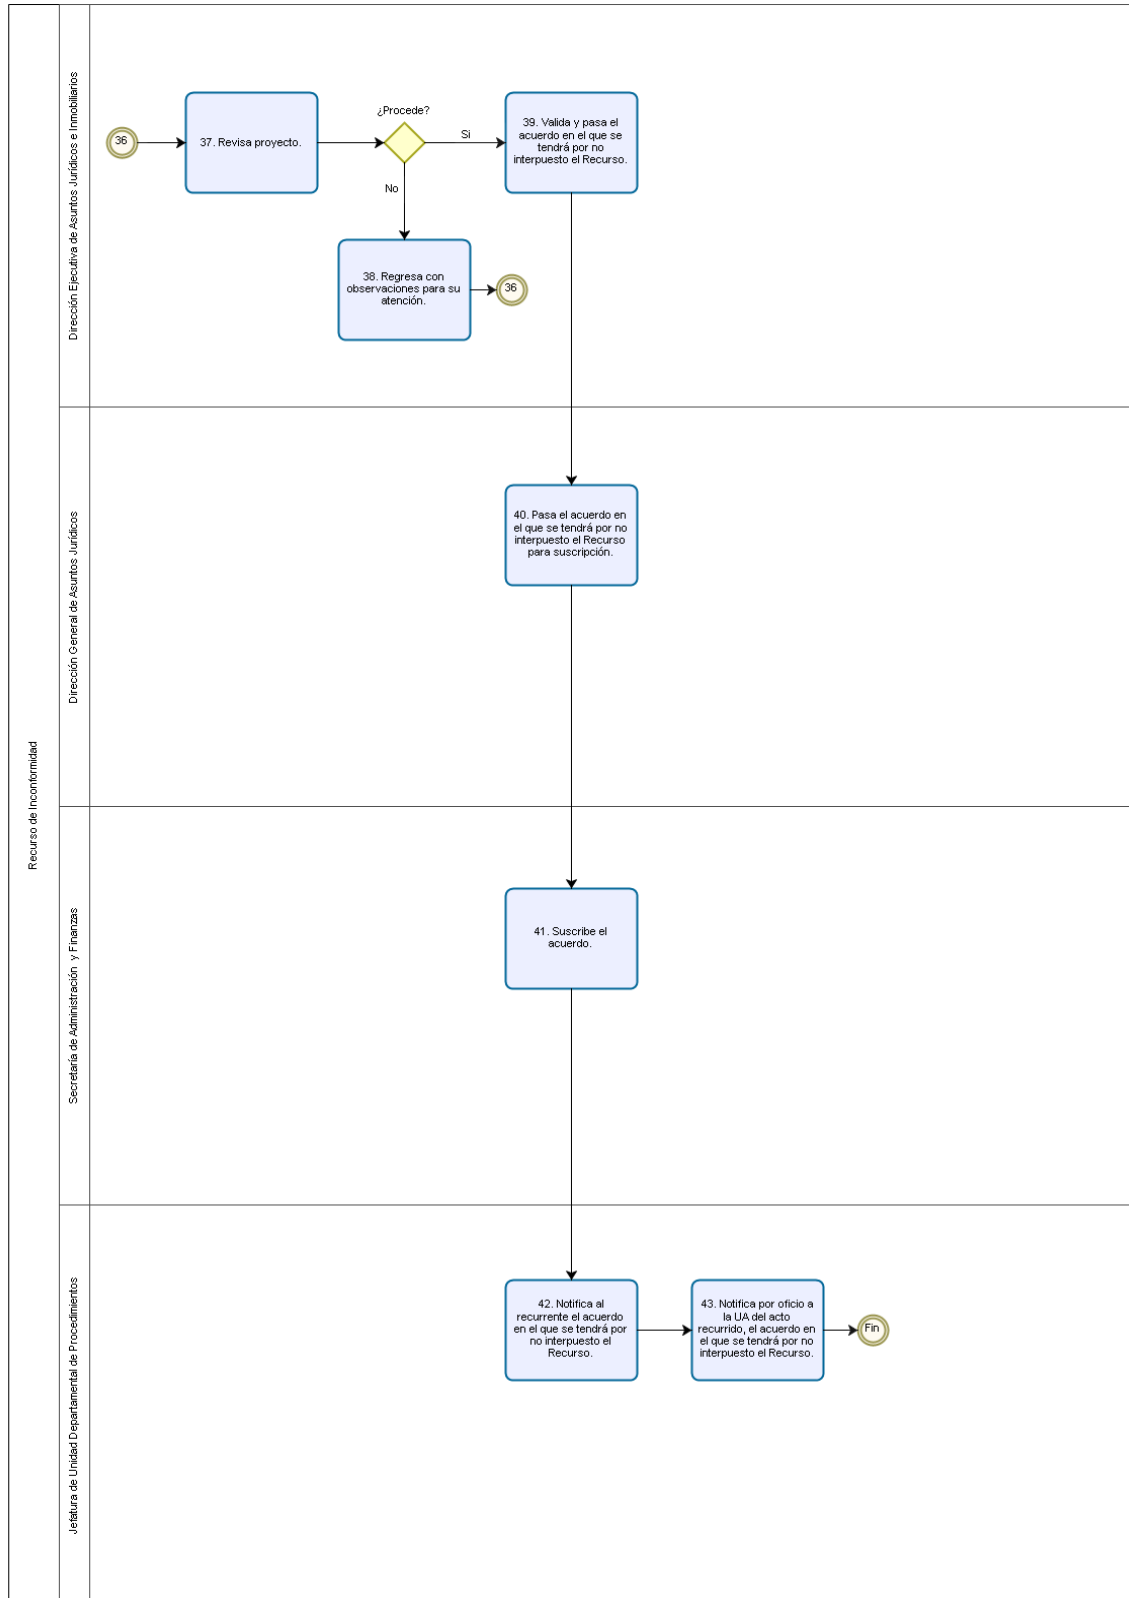 Recurso de Inconformidad
Dirección Ejecutiva de Asuntos Jurídicos e Inmobiliarios
36
37. Revisa proyecto.
¿Procede?
Si
39. Valida y pasa el
acuerdo en el que se
tendrá por no
interpuesto el Recurso.
No
38. Regresa con
observaciones para su
atención.
36
Dirección General de Asuntos Jurídicos
40. Pasa el acuerdo en
el que se tendrá por no
interpuesto el Recurso
para suscripción.
Secretaría de Administración y Finanzas
41. Suscribe el
acuerdo.
Jefatura de Unidad Departamental de Procedimientos
42. Notifica al
recurrente el acuerdo
en el que se tendrá por
no interpuesto el
Recurso.
43. Notifica por oficio a
la UA del acto
recurrido, el acuerdo en
el que se tendrá por no
interpuesto el Recurso.
Fin